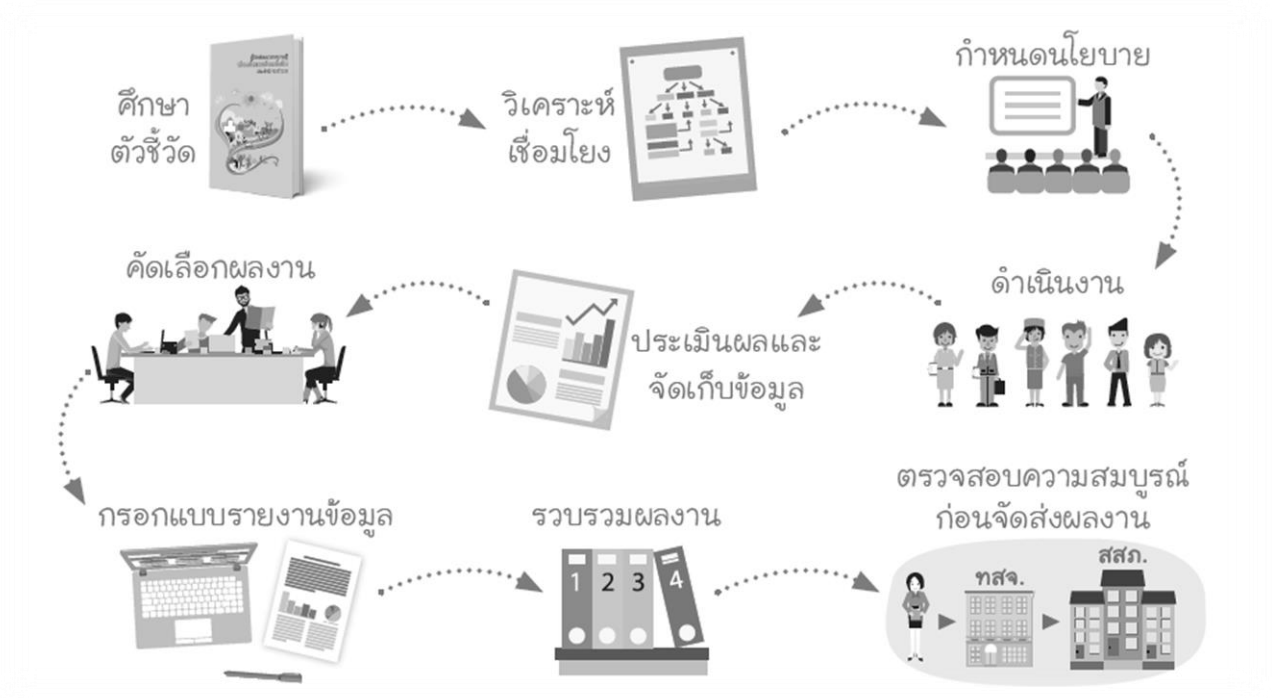 ศึกษา
ตัวชี้วัด
วิเคราะห์
เชื่อมโยง
กำหนดนโยบาย
ดำเนินงาน
ประเมินผลและ
จัดเก็บข้อมูล
คัดเลือกผลงาน
กรอกแบบรายงานข้อมูล
รวบรวมผลงาน
1 2 3 4
ตรวจสอบความสมบูรณ์
ก่อนจัดส่งผลงาน
ทสจ.
สสภ.